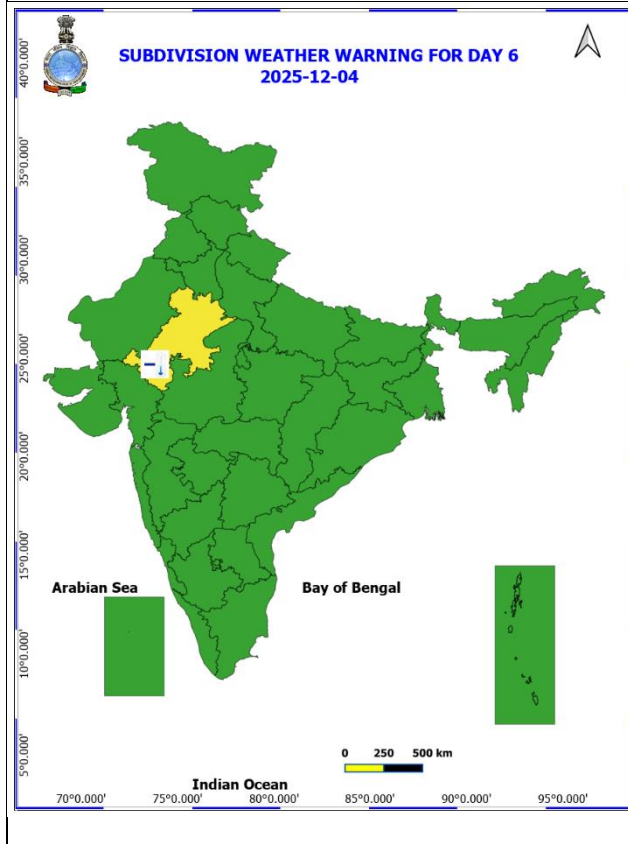 SUBDIVISION WEATHER WARNING FOR DAY 6
2025-12-04
40°0.000'
35°0.000'
30°0.000'
25°0.000'
20°0.000'
15°0.000'
10°0.000'
5°0.000'
Arabian Sea
Bay of Bengal
0 250 500 km
Indian Ocean
70°0.000' 75°0.000' 80°0.000' 85°0.000' 90°0.000' 95°0.000'